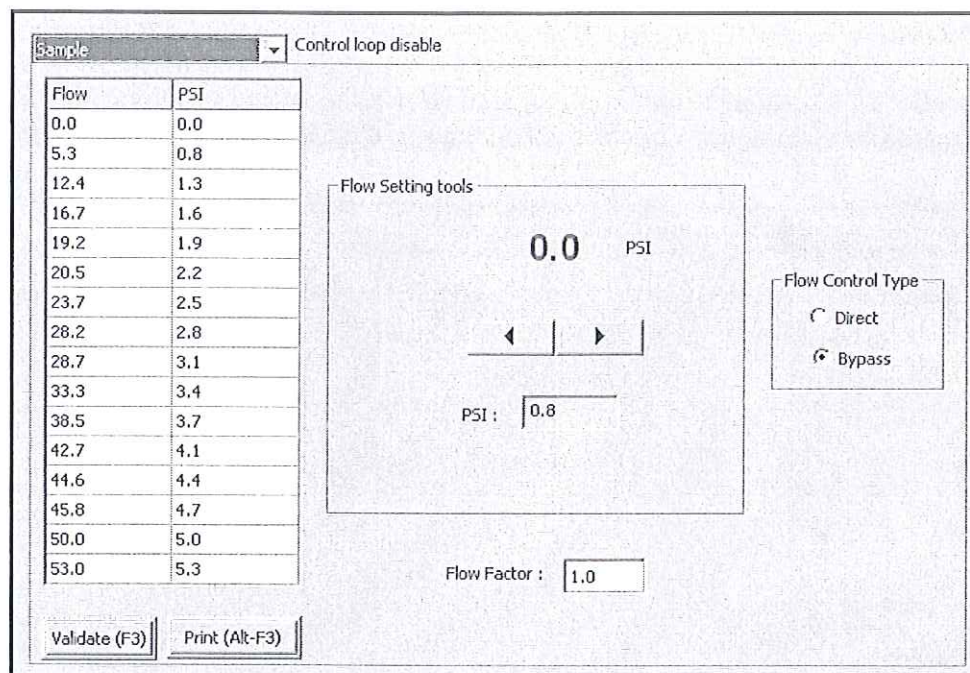 Sample Control loop disable
Flow PSI
0.0 0.0
5.3 0.8
12.4 1.3
16.7 1.6
19.2 1.9
20.5 2.2
23.7 2.5
28.2 2.8
28.7 3.1
33.3 3.4
38.5 3.7
42.7 4.1
44.6 4.4
45.8 4.7
50.0 5.0
53.0 5.3
Validate (F3) Print (Alt-F3)
Flow Setting tools
0.0 PSI
PSI : 0.8
Flow Factor : 1.0
Flow Control Type
Direct
Bypass